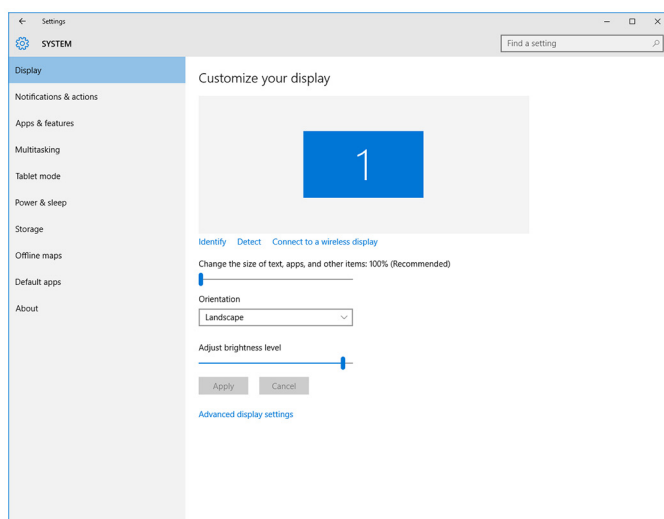 Settings
SYSTEM
Find a setting
Display
Notifications & actions
Apps & features
Multitasking
Tablet mode
Power & sleep
Storage
Offline maps
Default apps
About
Customize your display
1
Identify Detect Connect to a wireless display
Change the size of text, apps, and other items: 100% (Recommended)
Orientation
Landscape
Adjust brightness level
Apply Cancel
Advanced display settings